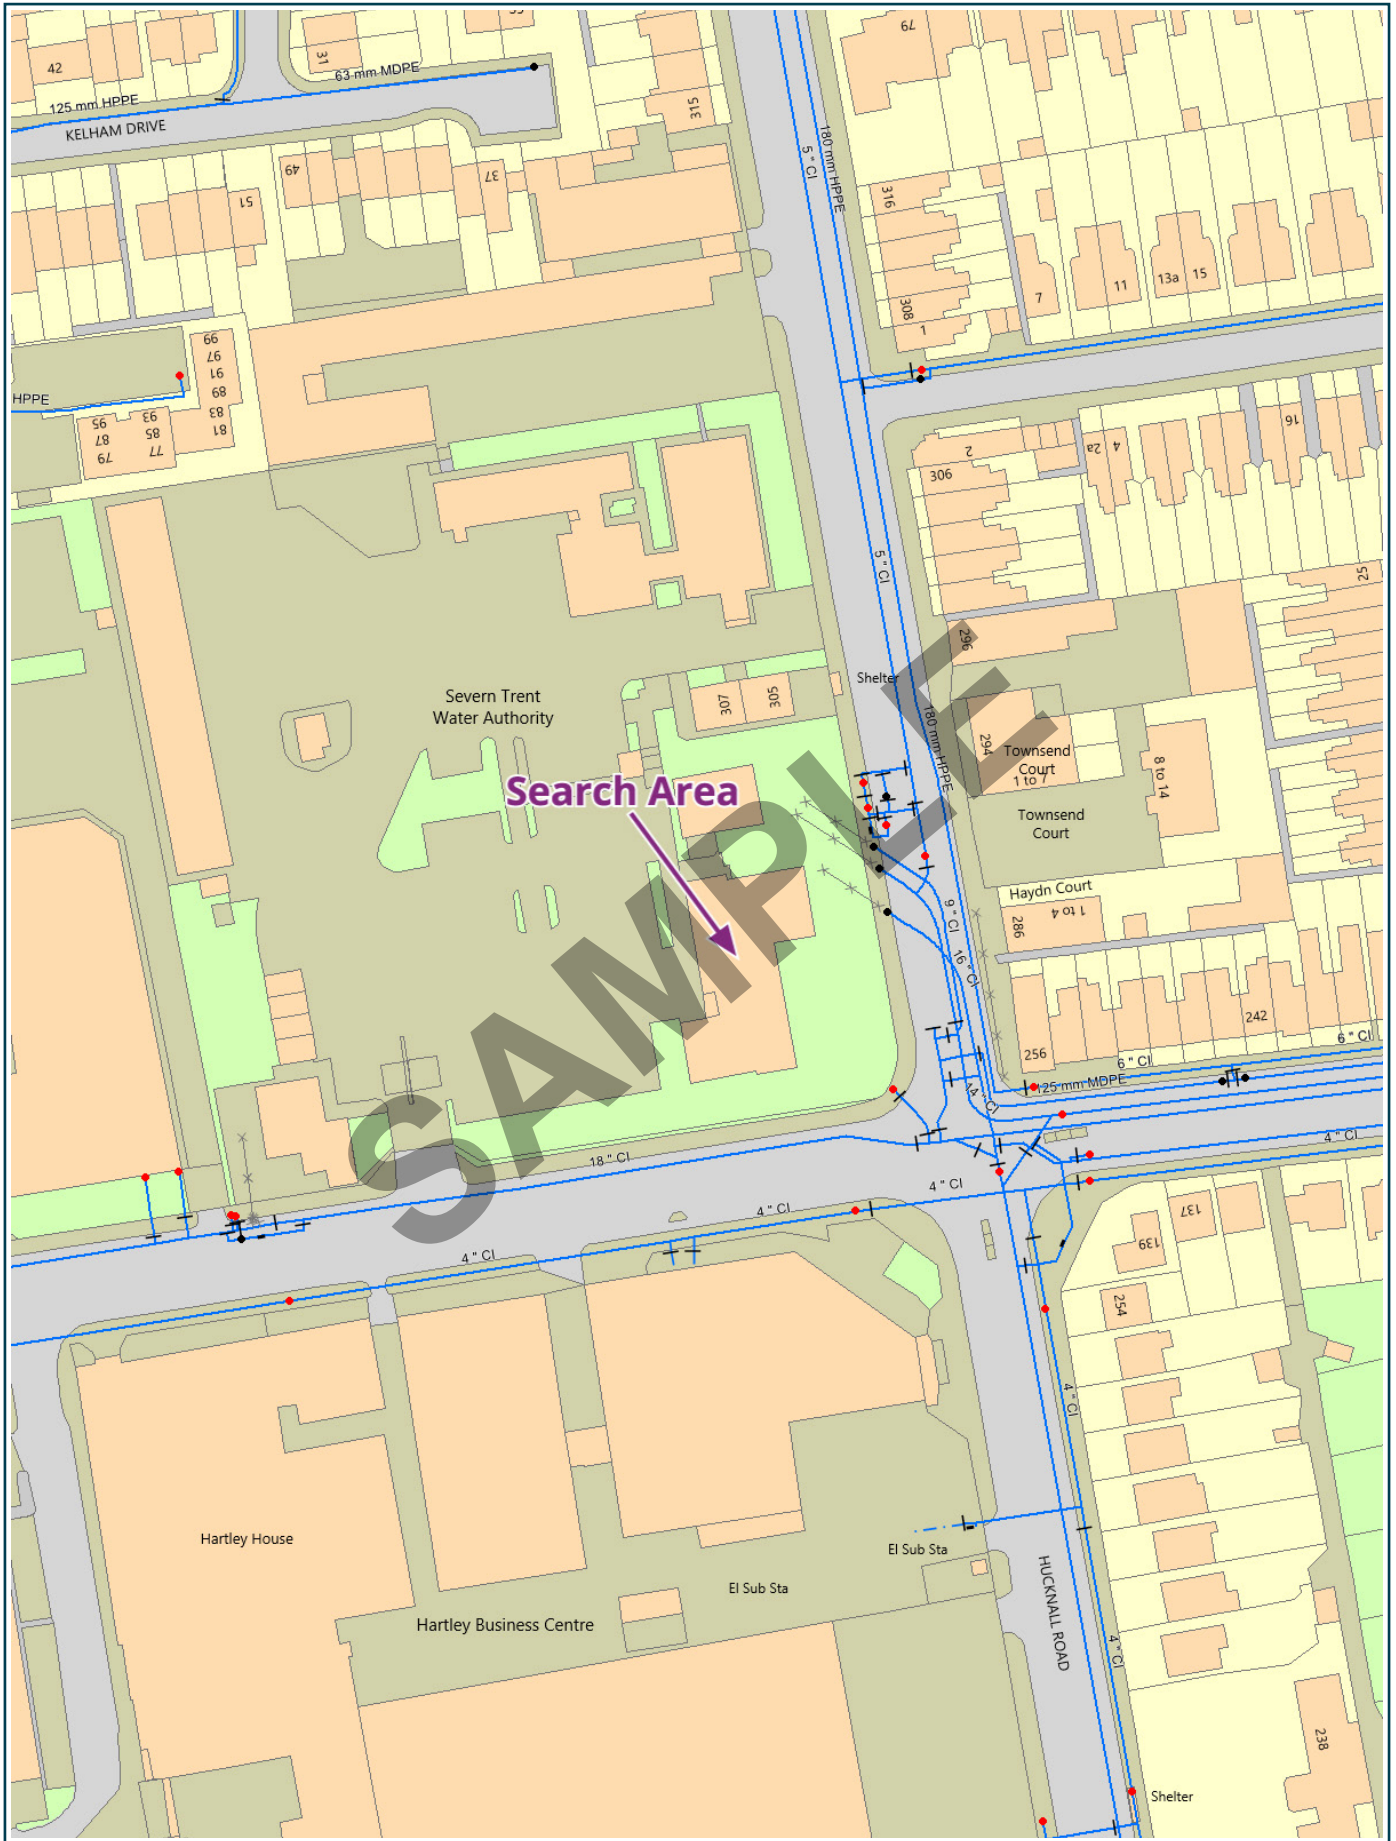 79
42
31
63 mm MDPE
125 mm HPPE
KELHAM DRIVE
315
5 " CI
180 mm HPPE
49
37
51
316
7
11
13a
15
308
1
99
97
91
89
83
81
HPPE
95
87
79
93
85
77
2
306
2a
4
16
5 " CI
25
296
Shelter
Severn Trent
Water Authority
307
305
180 mm HPPE
294
Townsend
Court
1 to 7
8 to 14
Search Area
Townsend
Court
SAMPLE
Haydn Court
1 to 4
286
9 " CI
16 " CI
242
256
6 " CI
6 " CI
125 mm MDPE
14 " CI
18 " CI
4 " CI
4 " CI
4 " CI
4 " CI
137
139
254
4 " CI
Hartley House
El Sub Sta
El Sub Sta
HUCKNALL ROAD
Hartley Business Centre
4 " CI
238
Shelter